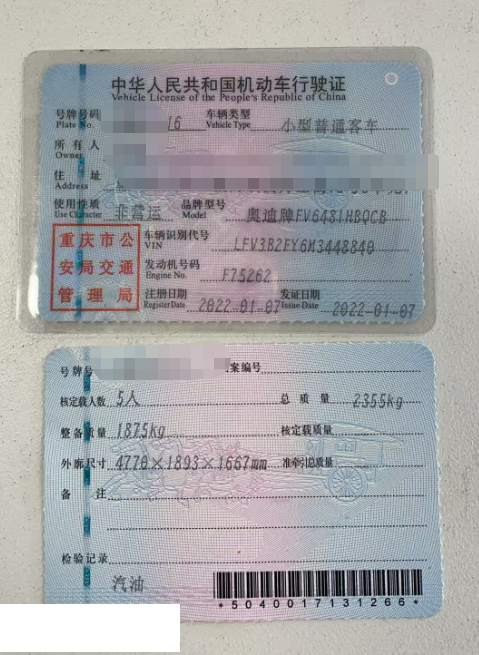 中华人民共和国机动车行驶证
Vehicle License of the People's Republic of China
号牌号码 16 车辆类型 小型普通客车
Plate No. Vehicle Type
所有人
Owner
住址
Address
使用性质 非营运 品牌型号 奥迪牌FV6481HBQCB
Use Character Model
重庆市公
安局交通
管理局
车辆识别代号 LFV3B2FY6M3448840
VIN
发动机号码 F75262
Engine No.
注册日期 2022-01-07 发证日期 2022-01-07
Register Date Issue Date
号牌号 案编号
核定载人数 5人 总质量 2355kg
整备质量 1875kg 核定载质量
外廓尺寸 4770×1893×1667mm 准牵引总质量
备注
检验记录
汽油
*5040017131266*